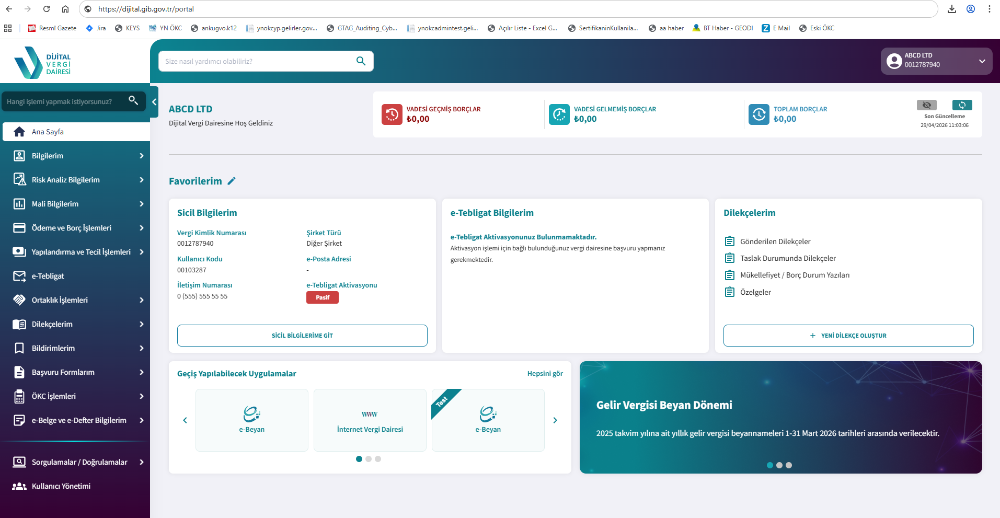 https://dijital.gib.gov.tr/portal
Resmî Gazete
Jira
KEYS
YNÖ YN ÖKC
ankugvo.k12
ynokcyp.gelirler.gov...
GTAG_Auditing_Cyb...
ynokcadmintest.geli...
Açılır Liste - Excel G...
SertifikaninKullanila...
aa haber
BT Haber - GEODI
Z E Mail
Eski ÖKC
DİJİTAL
VERGİ
DAİRESİ
Size nasıl yardımcı olabiliriz?
ABCD LTD
0012787940
Hangi işlemi yapmak istiyorsunuz?
Ana Sayfa
Bilgilerim
Risk Analiz Bilgilerim
Mali Bilgilerim
Ödeme ve Borç İşlemleri
Yapılandırma ve Tecil İşlemleri
e-Tebligat
Ortaklık İşlemleri
Dilekçelerim
Bildirimlerim
Başvuru Formlarım
ÖKC İşlemleri
e-Belge ve e-Defter Bilgilerim
Sorgulamalar / Doğrulamalar
Kullanıcı Yönetimi
ABCD LTD
Dijital Vergi Dairesine Hoş Geldiniz
VADESİ GEÇMİŞ BORÇLAR
₺0,00
VADESİ GELMEMİŞ BORÇLAR
₺0,00
TOPLAM BORÇLAR
₺0,00
Son Güncelleme
29/04/2026 11:03:06
Favorilerim
Sicil Bilgilerim
Vergi Kimlik Numarası
0012787940
Şirket Türü
Diğer Şirket
Kullanıcı Kodu
00103287
e-Posta Adresi
-
İletişim Numarası
0 (555) 555 55 55
e-Tebligat Aktivasyonu
Pasif
SİCİL BİLGİLERİME GİT
e-Tebligat Bilgilerim
e-Tebligat Aktivasyonunuz Bulunmamaktadır.
Aktivasyon işlemi için bağlı bulunduğunuz vergi dairesine başvuru yapmanız
gerekmektedir.
Dilekçelerim
Gönderilen Dilekçeler
Taslak Durumunda Dilekçeler
Mükellefiyet / Borç Durum Yazıları
Özelgeler
+ YENİ DİLEKÇE OLUŞTUR
Geçiş Yapılabilecek Uygulamalar
Hepsini gör
e-Beyan
www
İnternet Vergi Dairesi
Test
e-Beyan
Gelir Vergisi Beyan Dönemi
2025 takvim yılına ait yıllık gelir vergisi beyannameleri 1-31 Mart 2026 tarihleri arasında verilecektir.